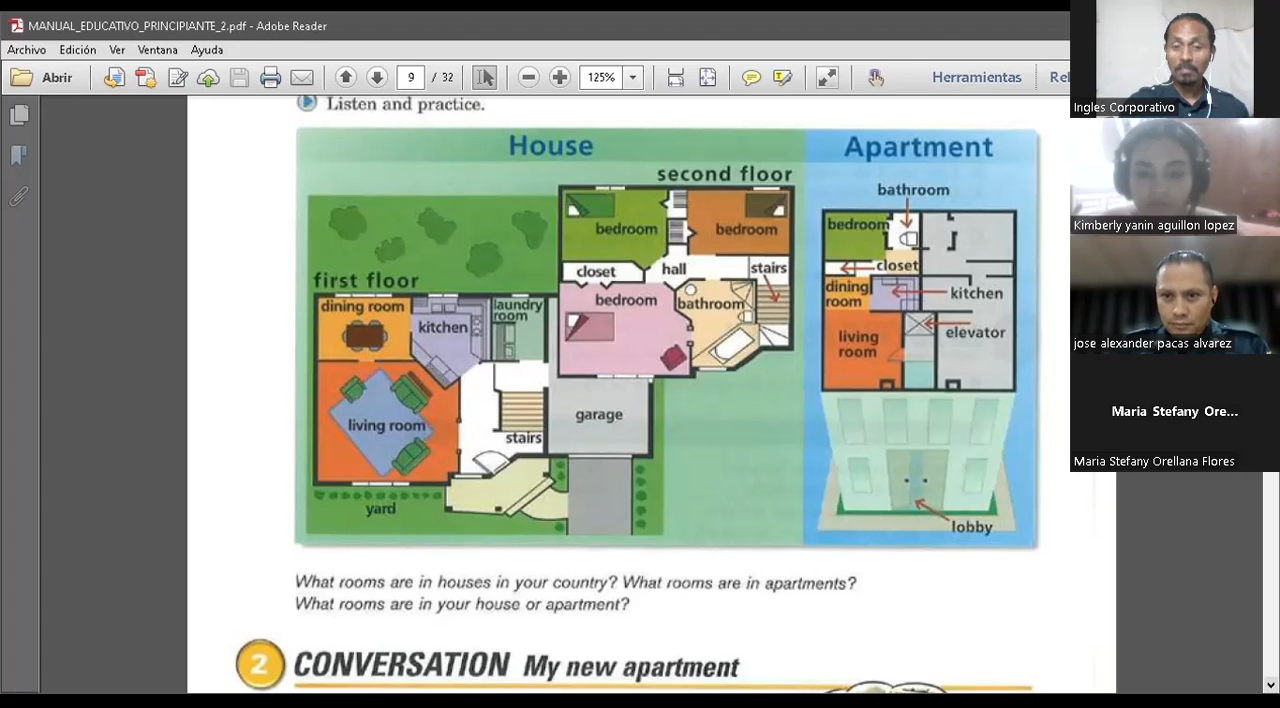 MANUAL_EDUCATIVO_PRINCIPIANTE_2.pdf - Adobe Reader
Archivo Edición Ver Ventana Ayuda
Abrir 9 / 32 125% Herramientas
Listen and practice.
House
Apartment
second floor
bathroom
bedroom
bedroom
bedroom
closet
hall
stairs
closet
first floor
bedroom
bathroom
dining room
kitchen
laundry
room
dining
room
kitchen
living
room
elevator
living room
garage
stairs
yard
lobby
What rooms are in houses in your country? What rooms are in apartments?
What rooms are in your house or apartment?
2 CONVERSATION My new apartment
Ingles Corporativo
Kimberly yanin aguillon lopez
jose alexander pacas alvarez
Maria Stefany Ore...
Maria Stefany Orellana Flores